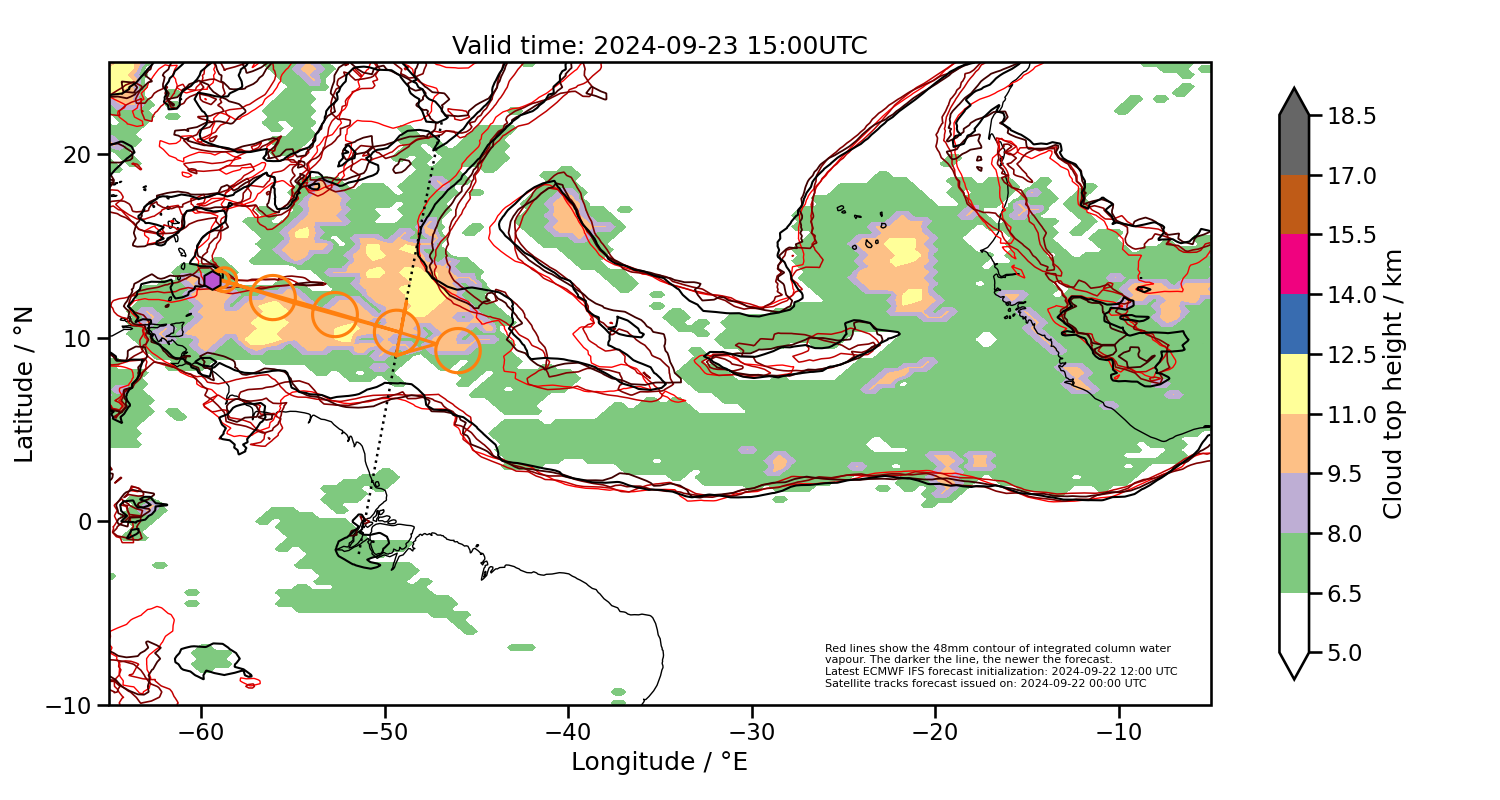 Valid time: 2024-09-23 15:00UTC
Latitude / °N
20
10
0
−10
−60
−50
−40
−30
−20
−10
Longitude / °E
Red lines show the 48mm contour of integrated column water
vapour. The darker the line, the newer the forecast.
Latest ECMWF IFS forecast initialization: 2024-09-22 12:00 UTC
Satellite tracks forecast issued on: 2024-09-22 00:00 UTC
18.5
17.0
15.5
14.0
12.5
11.0
9.5
8.0
6.5
5.0
Cloud top height / km